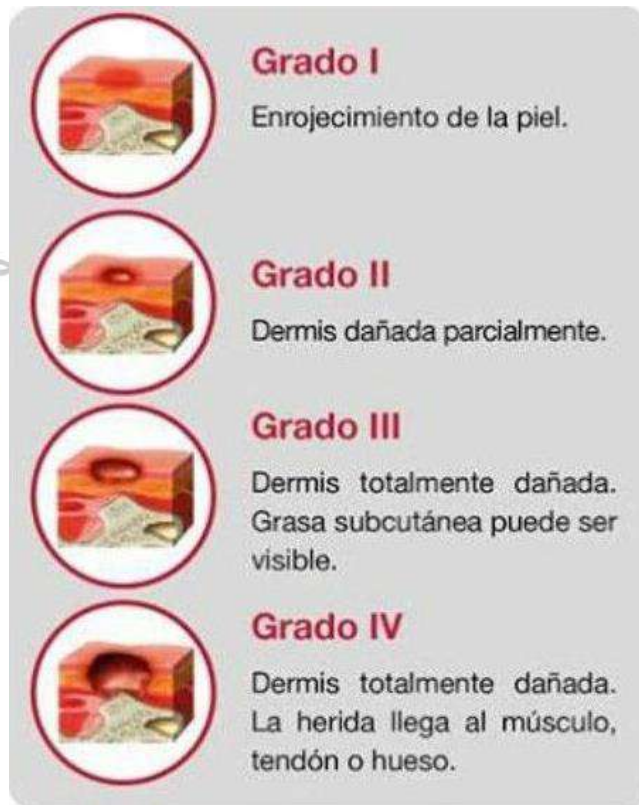 Grado I
Enrojecimiento de la piel.
Grado II
Dermis dañada parcialmente.
Grado III
Dermis totalmente dañada.
Grasa subcutánea puede ser
visible.
Grado IV
Dermis totalmente dañada.
La herida llega al músculo,
tendón o hueso.